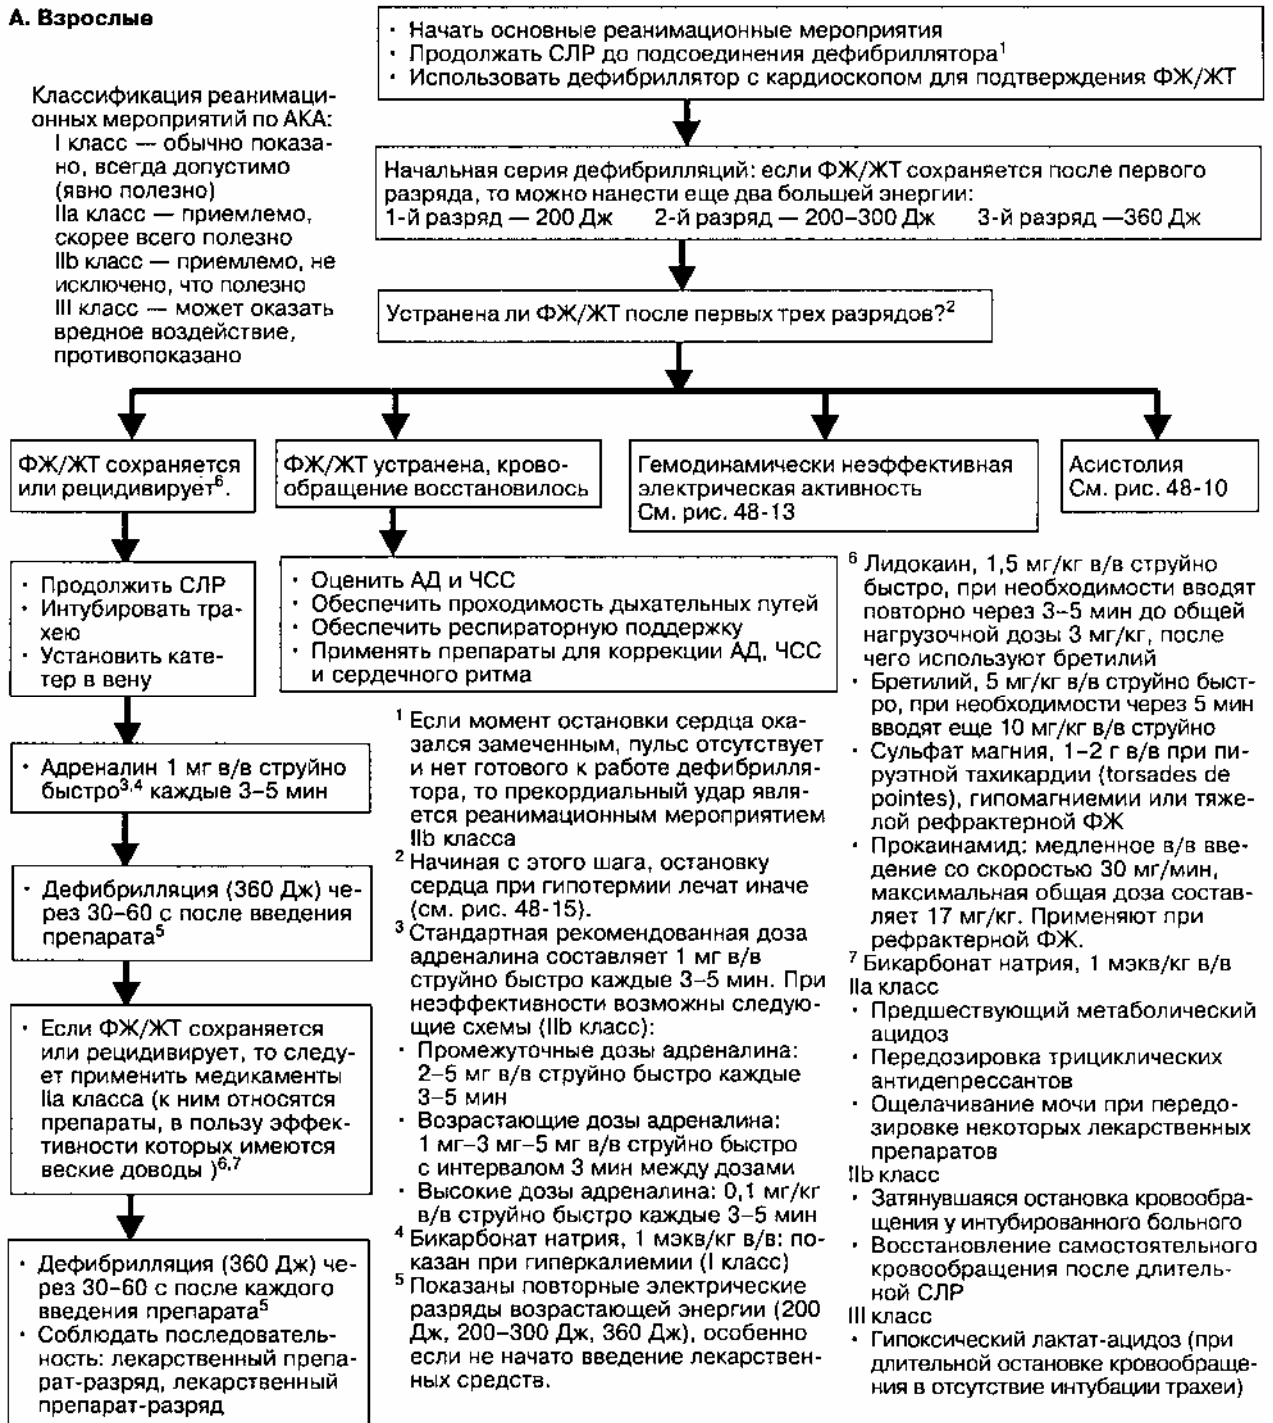 А. Взрослые
· Начать основные реанимационные мероприятия
· Продолжать СЛР до подсоединения дефибриллятора¹
· Использовать дефибриллятор с кардиоскопом для подтверждения ФЖ/ЖТ
Классификация реанимаци-
онных мероприятий по АКА:
I класс — обычно показа-
но, всегда допустимо
(явно полезно)
IIa класс — приемлемо,
скорее всего полезно
IIb класс — приемлемо, не
исключено, что полезно
III класс — может оказать
вредное воздействие,
противопоказано
Начальная серия дефибрилляций: если ФЖ/ЖТ сохраняется после первого
разряда, то можно нанести еще два большей энергии:
1-й разряд — 200 Дж 2-й разряд — 200–300 Дж 3-й разряд —360 Дж
Устранена ли ФЖ/ЖТ после первых трех разрядов?²
ФЖ/ЖТ сохраняется
или рецидивирует⁶.
ФЖ/ЖТ устранена, крово-
обращение восстановилось
Гемодинамически неэффективная
электрическая активность
См. рис. 48-13
Асистолия
См. рис. 48-10
· Продолжить СЛР
· Интубировать тра-
хею
· Установить кате-
тер в вену
· Адреналин 1 мг в/в струйно
быстро³,⁴ каждые 3–5 мин
· Дефибрилляция (360 Дж) че-
рез 30–60 с после введения
препарата⁵
· Если ФЖ/ЖТ сохраняется
или рецидивирует, то следу-
ет применить медикаменты
IIa класса (к ним относятся
препараты, в пользу эффек-
тивности которых имеются
веские доводы )⁶,⁷
· Дефибрилляция (360 Дж) че-
рез 30–60 с после каждого
введения препарата⁵
· Соблюдать последователь-
ность: лекарственный препа-
рат-разряд, лекарственный
препарат-разряд
· Оценить АД и ЧСС
· Обеспечить проходимость дыхательных путей
· Обеспечить респираторную поддержку
· Применять препараты для коррекции АД, ЧСС
и сердечного ритма
¹ Если момент остановки сердца ока-
зался замеченным, пульс отсутствует
и нет готового к работе дефибрилля-
тора, то прекордиальный удар явля-
ется реанимационным мероприятием
IIb класса
² Начиная с этого шага, остановку
сердца при гипотермии лечат иначе
(см. рис. 48-15).
³ Стандартная рекомендованная доза
адреналина составляет 1 мг в/в
струйно быстро каждые 3–5 мин. При
неэффективности возможны следую-
щие схемы (IIb класс):
· Промежуточные дозы адреналина:
2–5 мг в/в струйно быстро каждые
3–5 мин
· Возрастающие дозы адреналина:
1 мг–3 мг–5 мг в/в струйно быстро
с интервалом 3 мин между дозами
· Высокие дозы адреналина: 0,1 мг/кг
в/в струйно быстро каждые 3–5 мин
⁴ Бикарбонат натрия, 1 мэкв/кг в/в: по-
казан при гиперкалиемии (I класс)
⁵ Показаны повторные электрические
разряды возрастающей энергии (200
Дж, 200–300 Дж, 360 Дж), особенно
если не начато введение лекарствен-
ных средств.
⁶ Лидокаин, 1,5 мг/кг в/в струйно
быстро, при необходимости вводят
повторно через 3–5 мин до общей
нагрузочной дозы 3 мг/кг, после
чего используют бретилий
· Бретилий, 5 мг/кг в/в струйно быст-
ро, при необходимости через 5 мин
вводят еще 10 мг/кг в/в струйно
· Сульфат магния, 1–2 г в/в при пи-
руэтной тахикардии (torsades de
pointes), гипомагниемии или тяже-
лой рефрактерной ФЖ
· Прокаинамид: медленное в/в вве-
дение со скоростью 30 мг/мин,
максимальная общая доза состав-
ляет 17 мг/кг. Применяют при
рефрактерной ФЖ.
⁷ Бикарбонат натрия, 1 мэкв/кг в/в
IIa класс
· Предшествующий метаболический
ацидоз
· Передозировка трициклических
антидепрессантов
· Ощелачивание мочи при передо-
зировке некоторых лекарственных
препаратов
IIb класс
· Затянувшаяся остановка кровообра-
щения у интубированного больного
· Восстановление самостоятельного
кровообращения после длитель-
ной СЛР
III класс
· Гипоксический лактат-ацидоз (при
длительной остановке кровообраще-
ния в отсутствие интубации трахеи)